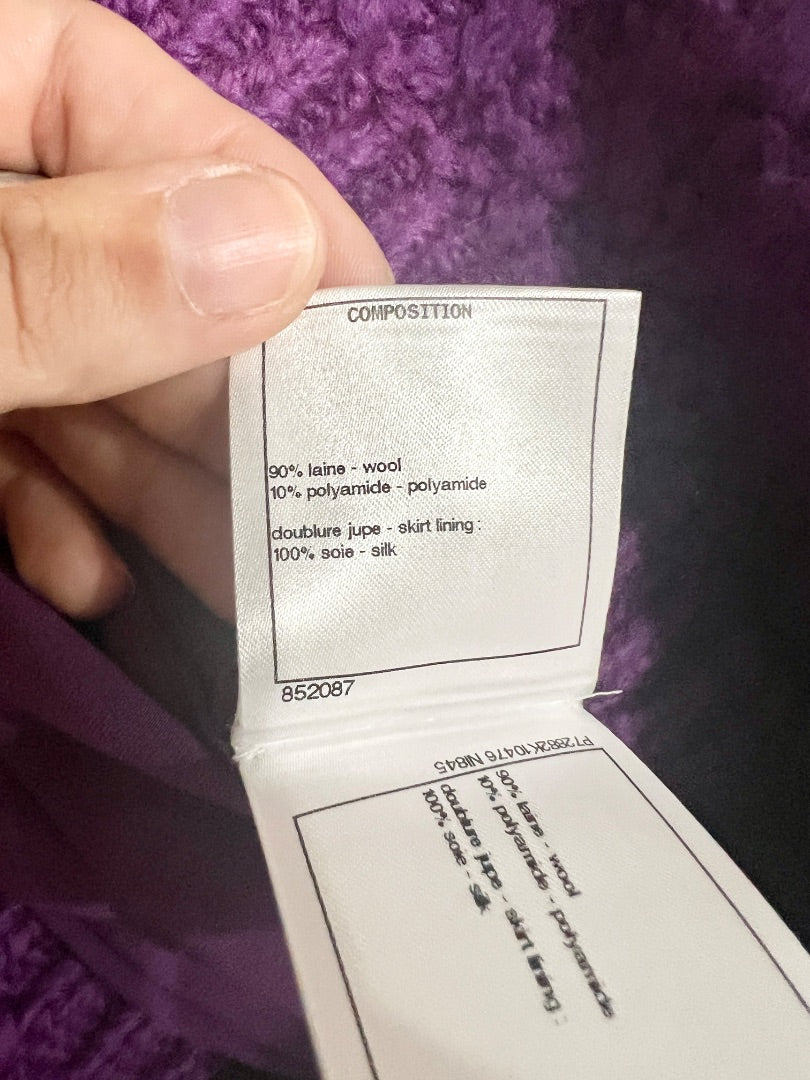 COMPOSITION
90% laine - wool
10% polyamide - polyamide
doublure jupe - skirt lining :
100% soie - silk
852087
P72882K10476 NI845
90% laine - wool
10% polyamide - polyamide
doublure jupe - skirt lining :
100% soie - silk